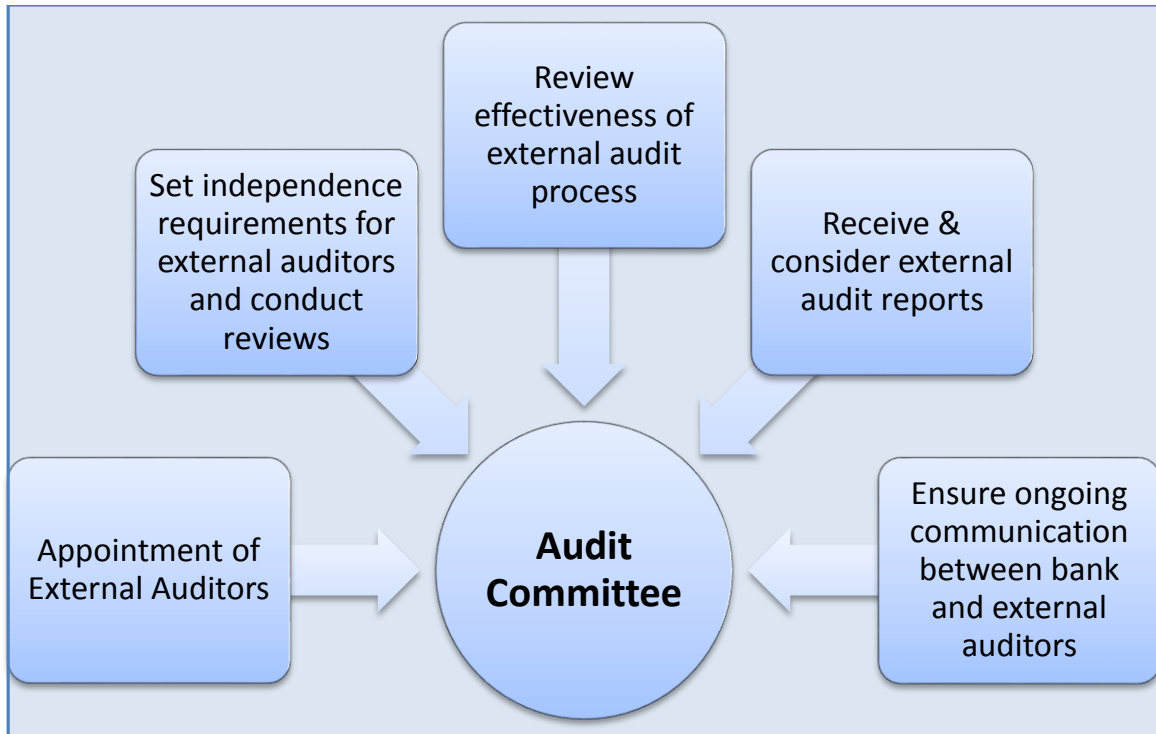 Review
effectiveness of
external audit
process
Set independence
requirements for
external auditors
and conduct
reviews
Receive &
consider external
audit reports
Appointment of
External Auditors
Audit
Committee
Ensure ongoing
communication
between bank
and external
auditors